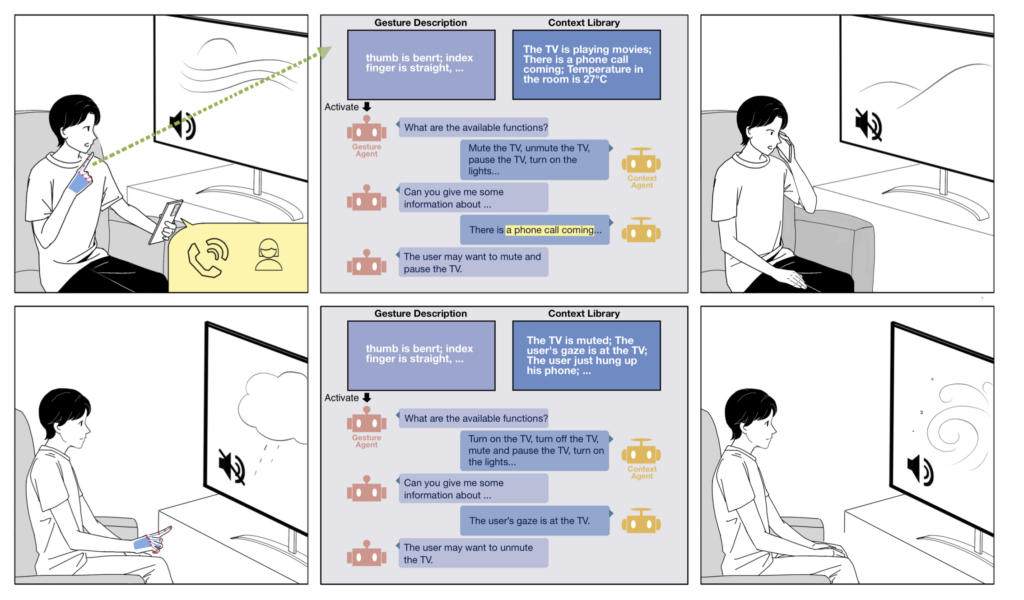 Gesture Description
Context Library
thumb is benrt; index
finger is straight, ...
The TV is playing movies;
There is a phone call
coming; Temperature in
the room is 27°C
Activate
Gesture
Agent
What are the available functions?
Mute the TV, unmute the TV,
pause the TV, turn on the
lights...
Context
Agent
Can you give me some
information about ...
There is a phone call coming...
The user may want to mute and
pause the TV.
Gesture Description
Context Library
thumb is benrt; index
finger is straight, ...
The TV is muted; The
user's gaze is at the TV;
The user just hung up
his phone; ...
Activate
Gesture
Agent
What are the available functions?
Turn on the TV, turn off the TV,
mute and pause the TV, turn on
the lights...
Context
Agent
Can you give me some
information about ...
The user's gaze is at the TV.
The user may want to unmute
the TV.